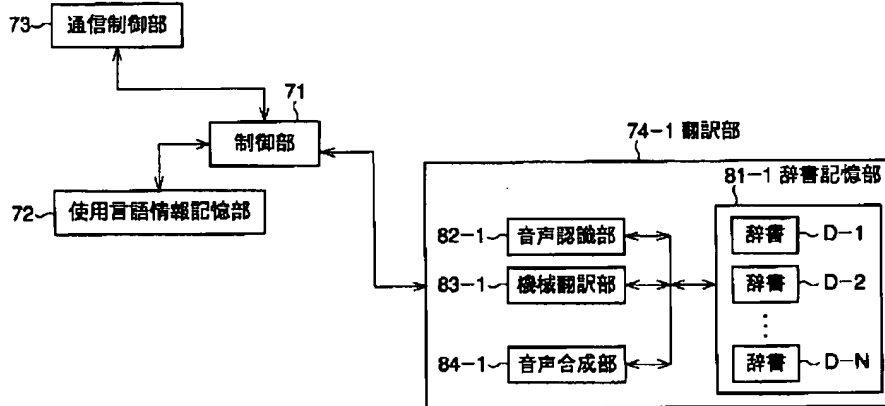 73 通信制御部
71
制御部
72 使用言語情報記憶部
74-1 翻訳部
81-1 辞書記憶部
82-1 音声認識部
83-1 機械翻訳部
84-1 音声合成部
辞書 D-1
辞書 D-2
辞書 D-N